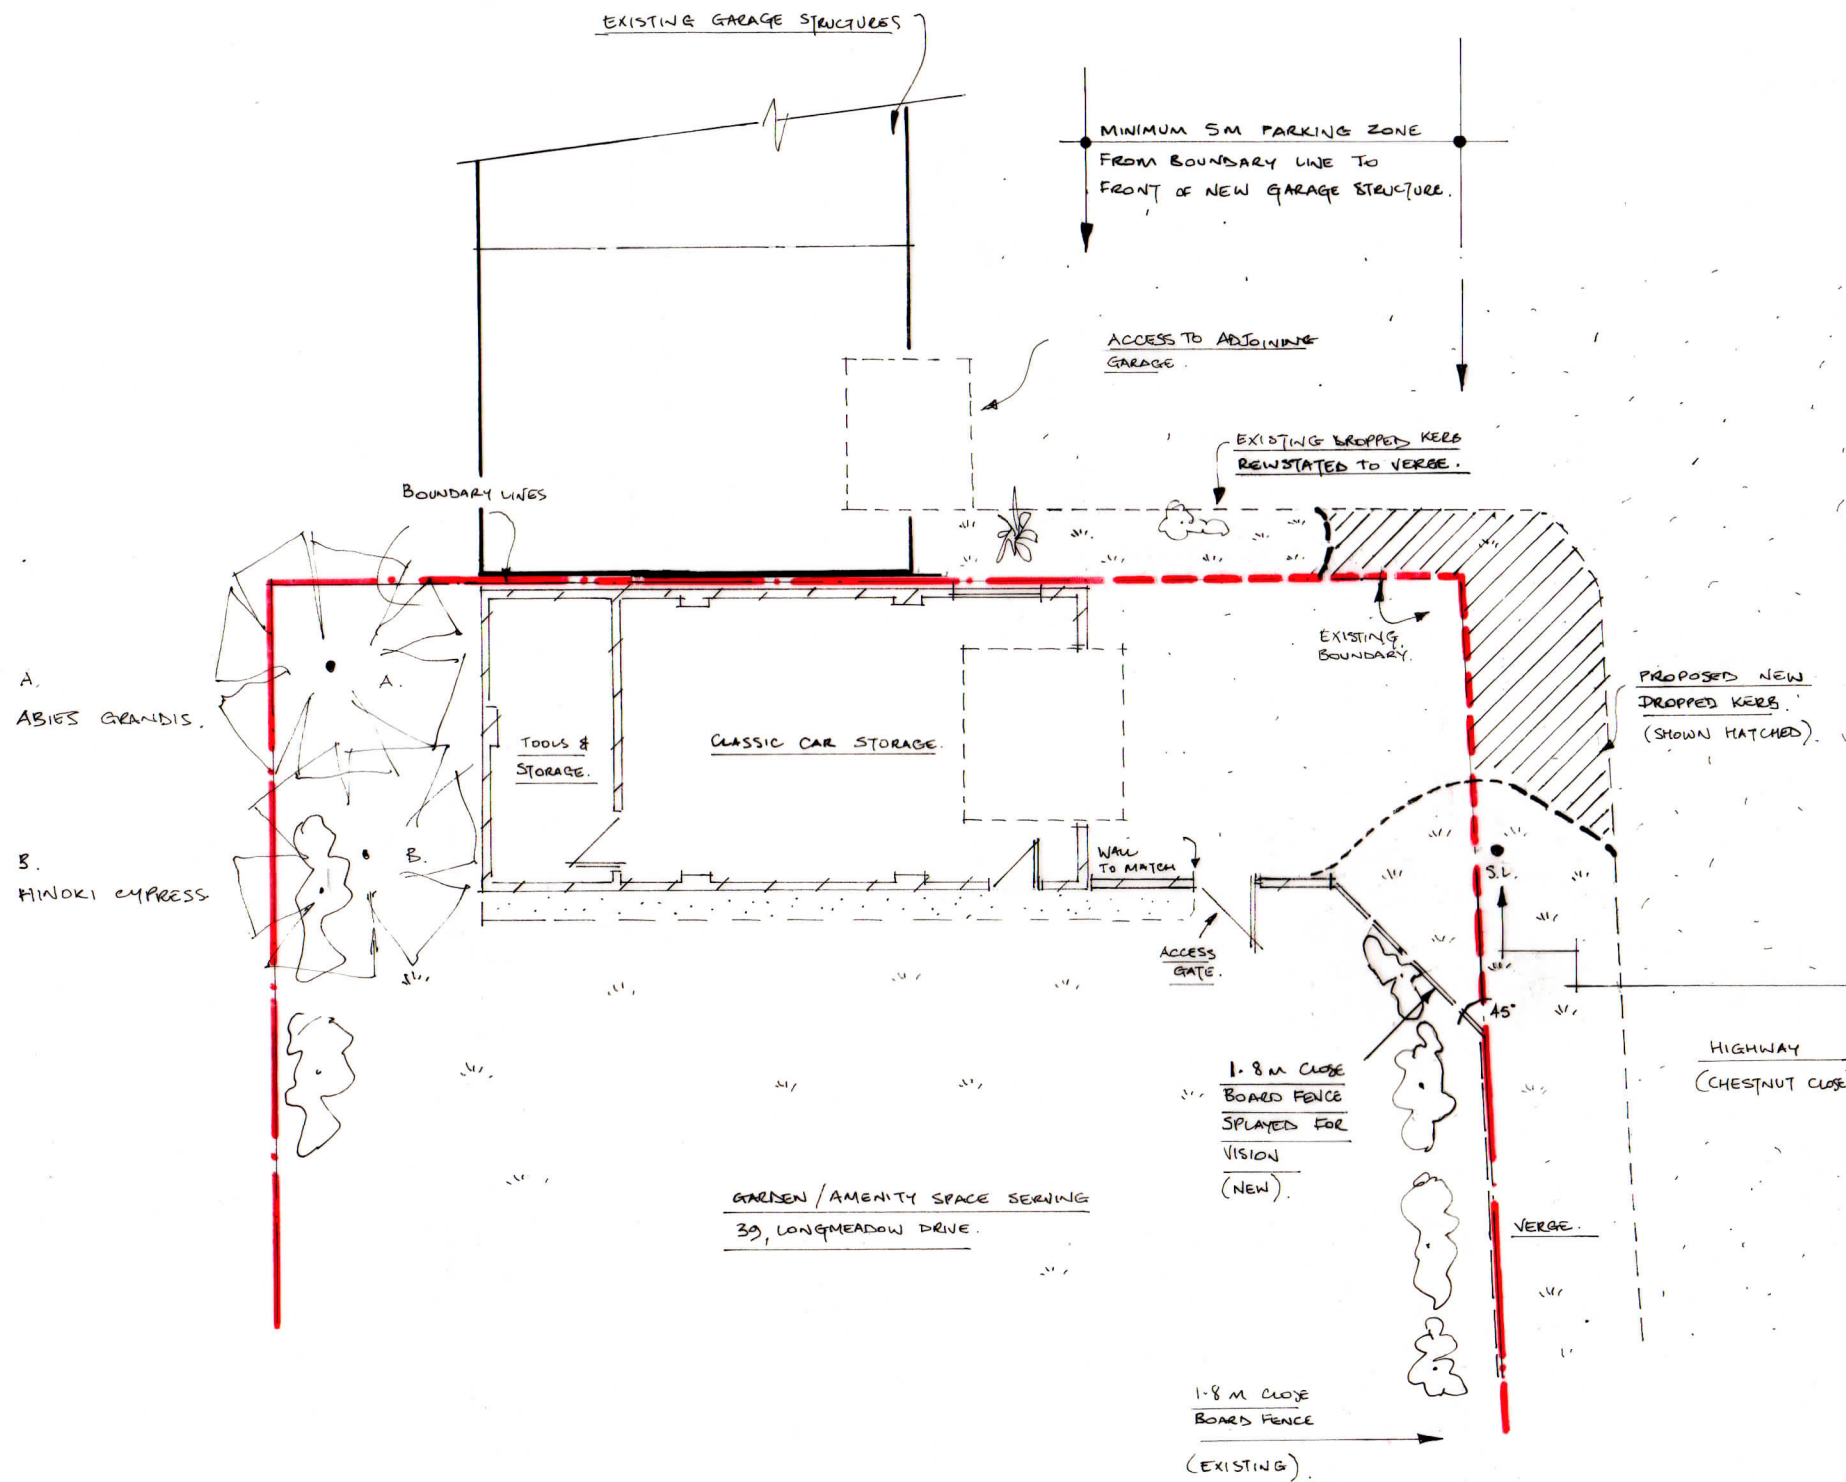 EXISTING GARAGE STRUCTURES
MINIMUM 5M PARKING ZONE
FROM BOUNDARY LINE TO
FRONT OF NEW GARAGE STRUCTURE.
ACCESS TO ADJOINING
GARAGE.
EXISTING DROPPED KERB
REINSTATED TO VERGE.
BOUNDARY LINES
EXISTING
BOUNDARY.
PROPOSED NEW
DROPPED KERB.
(SHOWN HATCHED).
A.
ABIES GRANDIS.
A.
TOOLS &
STORAGE.
CLASSIC CAR STORAGE.
B.
HINOKI CYPRESS
B.
WALL
TO MATCH
S.L.
ACCESS
GATE.
45°
HIGHWAY
(CHESTNUT CLOSE
1.8M CLOSE
BOARD FENCE
SPLAYED FOR
VISION
(NEW).
GARDEN/AMENITY SPACE SERVING
39, LONGMEADOW DRIVE.
VERGE.
1.8M CLOSE
BOARD FENCE
(EXISTING).